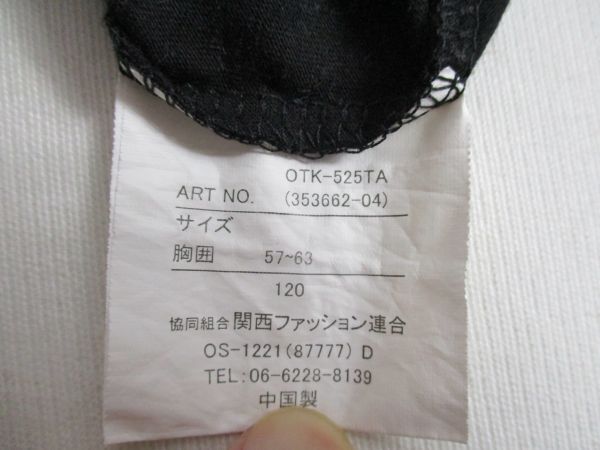 OTK-525TA
ART NO. (353662-04)
サイズ
胸囲 57~63
120
協同組合 関西ファッション連合
OS-1221(87777) D
TEL:06-6228-8139
中国製